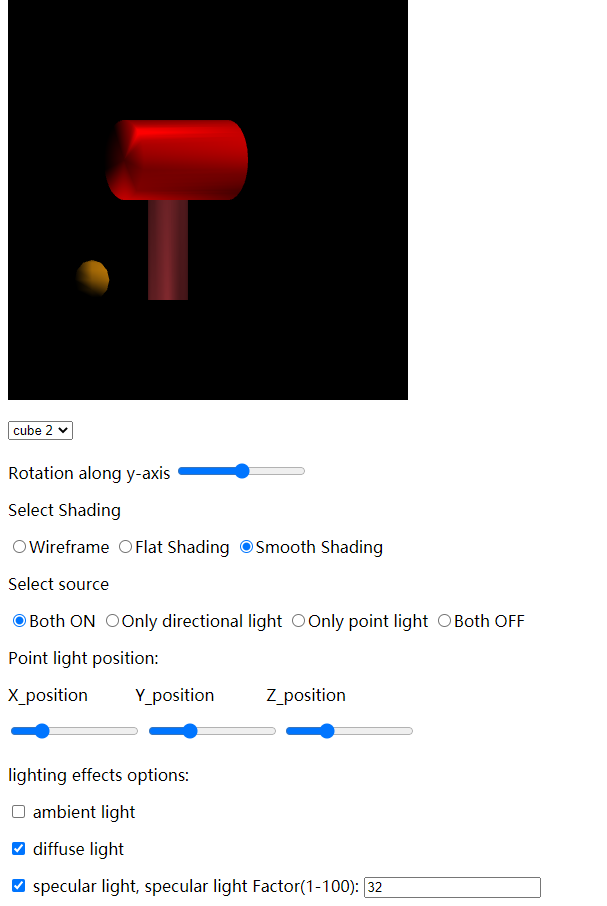 cube 2
Rotation along y-axis
Select Shading
Wireframe Flat Shading Smooth Shading
Select source
Both ON Only directional light Only point light Both OFF
Point light position:
X_position Y_position Z_position
lighting effects options:
ambient light
diffuse light
specular light, specular light Factor(1-100): 32